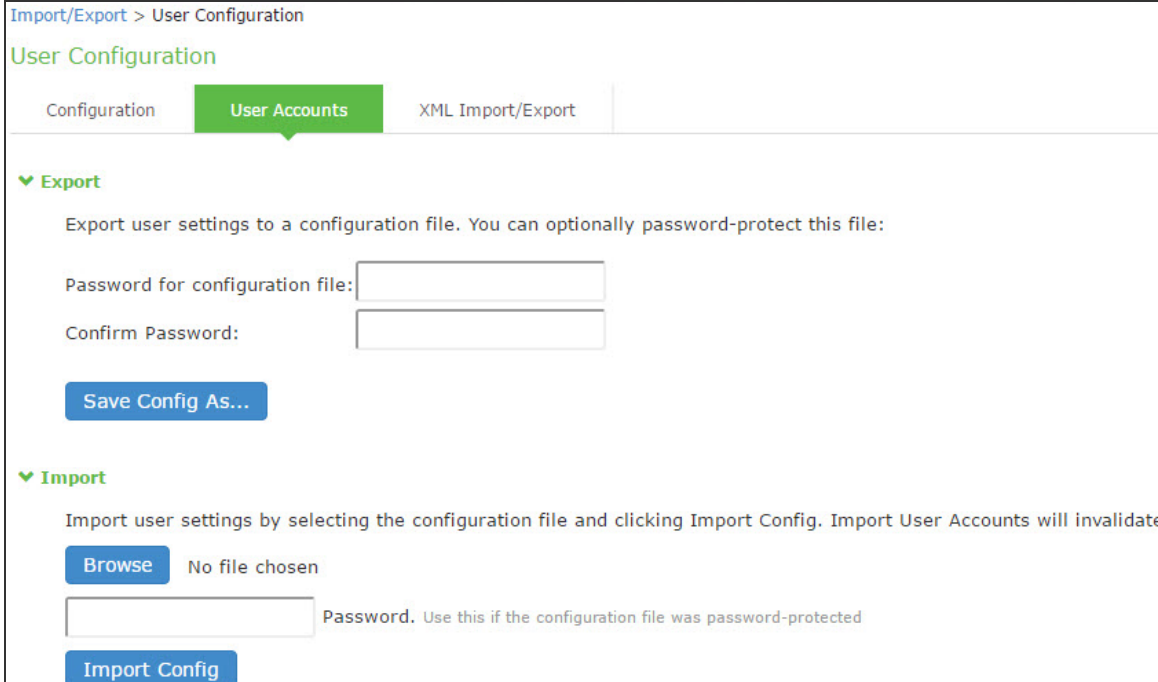 Import/Export > User Configuration
User Configuration
Configuration User Accounts XML Import/Export
Export
Export user settings to a configuration file. You can optionally password-protect this file:
Password for configuration file:
Confirm Password:
Save Config As...
Import
Import user settings by selecting the configuration file and clicking Import Config. Import User Accounts will invalidate
Browse No file chosen
Password. Use this if the configuration file was password-protected
Import Config